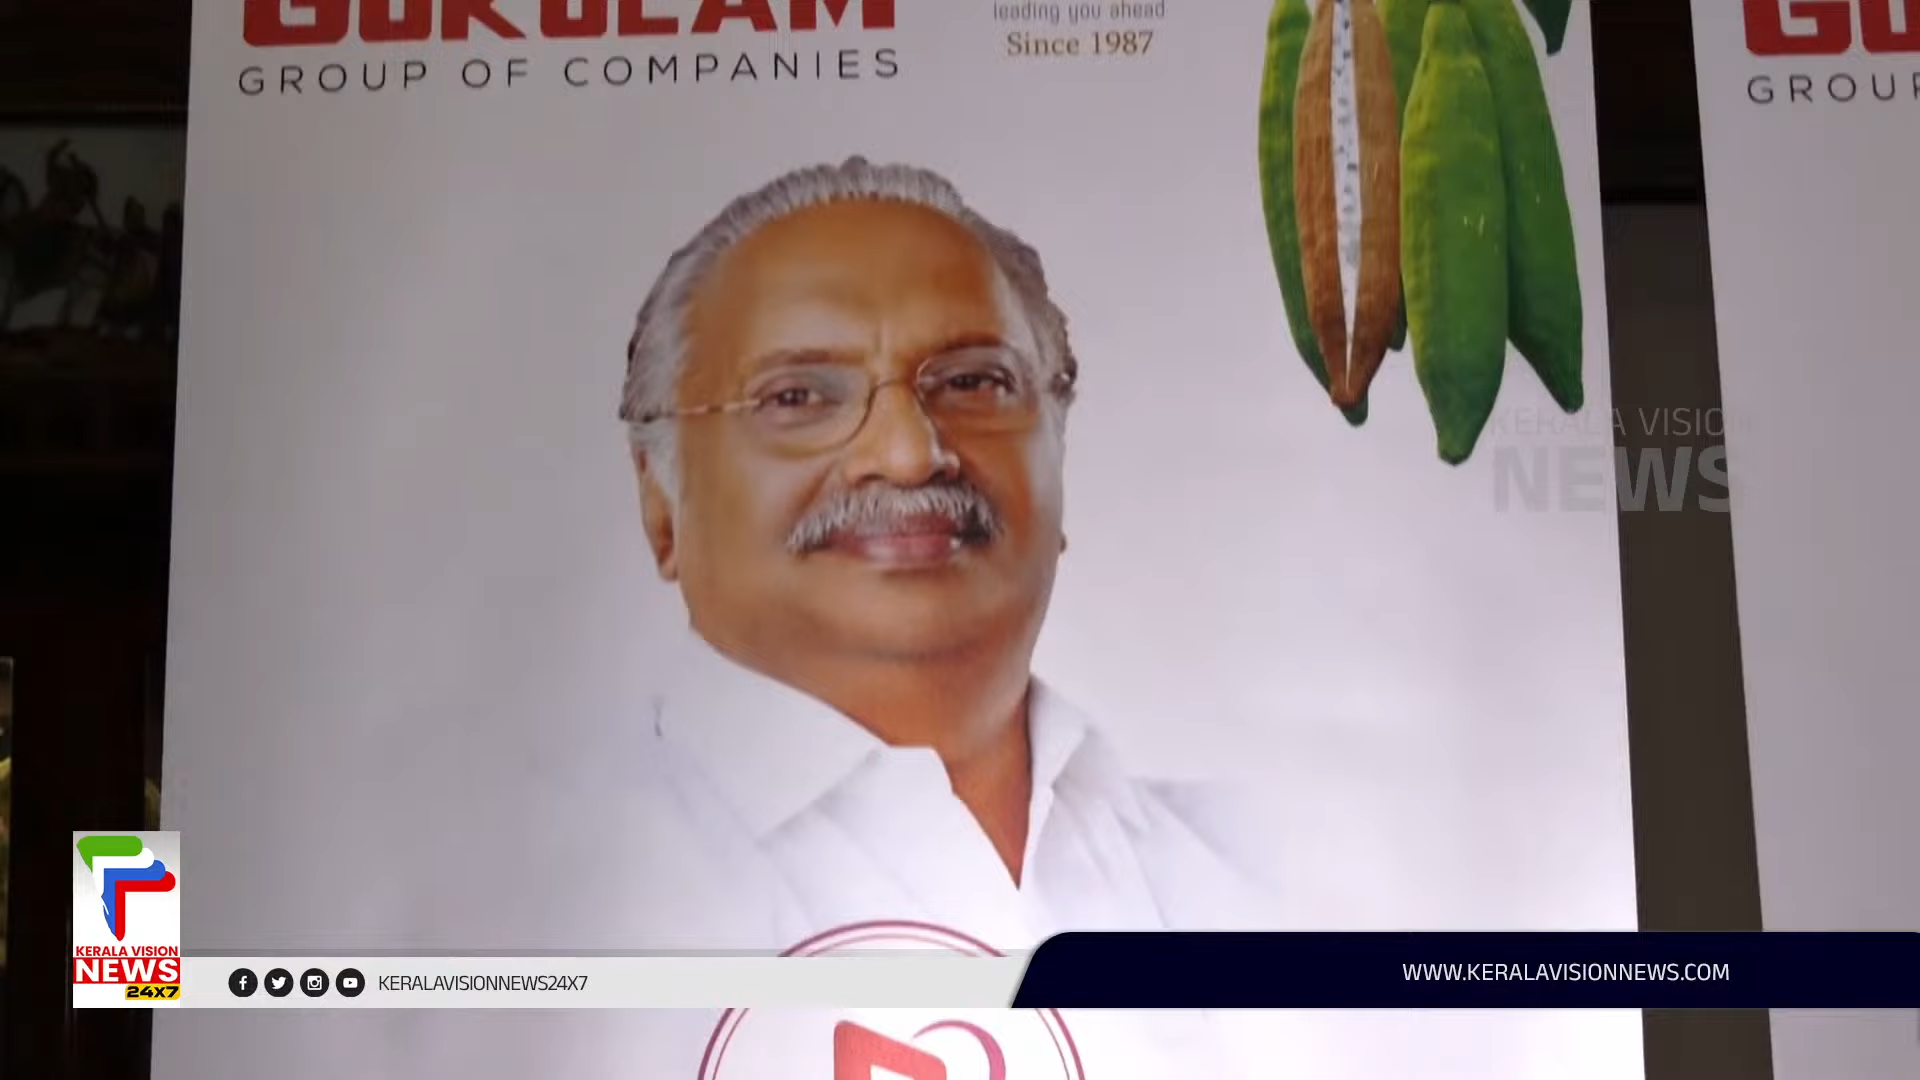 GOKULAM
GROUP OF COMPANIES
leading you ahead
Since 1987
GROUP
KERALA VISION
NEWS
KERALA VISION
NEWS
24X7
KERALAVISIONNEWS24X7
WWW.KERALAVISIONNEWS.COM